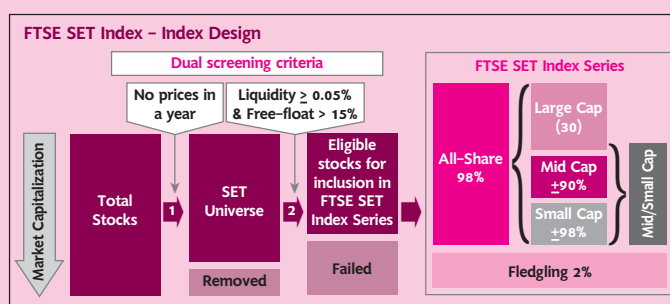 FTSE SET Index – Index Design
Dual screening criteria
No prices in
a year
Liquidity ≥ 0.05%
& Free–float > 15%
Market Capitalization
Total
Stocks
1
SET
Universe
Removed
2
Eligible
stocks for
inclusion in
FTSE SET
Index Series
Failed
FTSE SET Index Series
All–Share
98%
Large Cap
(30)
Mid Cap
±90%
Small Cap
±98%
Mid/Small Cap
Fledgling 2%